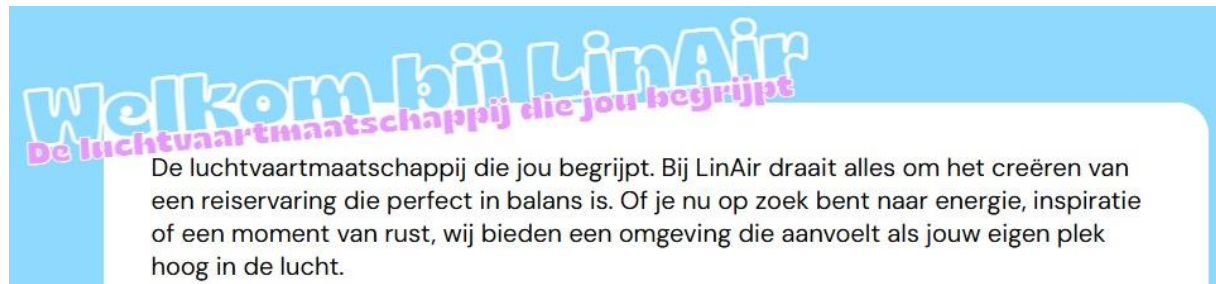 Welkom bij LinAir
De luchtvaartmaatschappij die jou begrijpt
De luchtvaartmaatschappij die jou begrijpt. Bij LinAir draait alles om het creëren van
een reiservaring die perfect in balans is. Of je nu op zoek bent naar energie, inspiratie
of een moment van rust, wij bieden een omgeving die aanvoelt als jouw eigen plek
hoog in de lucht.